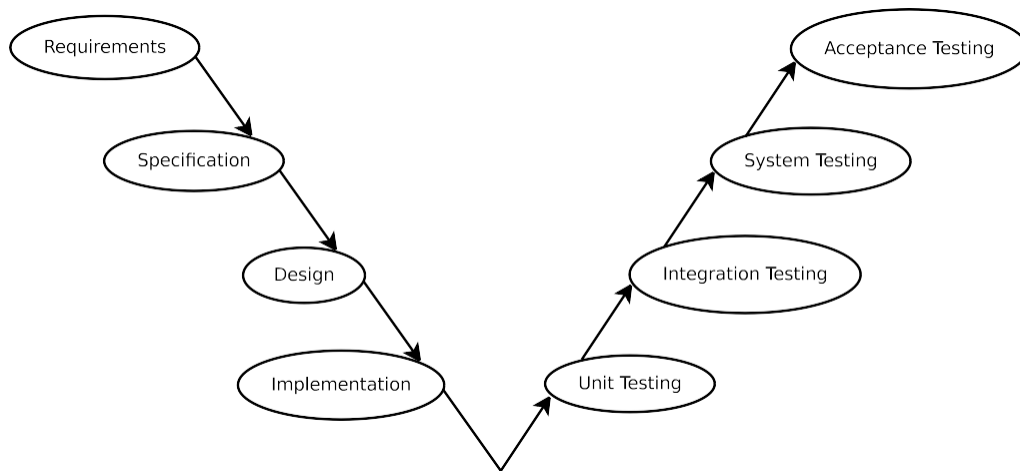 Requirements
Specification
Design
Implementation
Unit Testing
Integration Testing
System Testing
Acceptance Testing